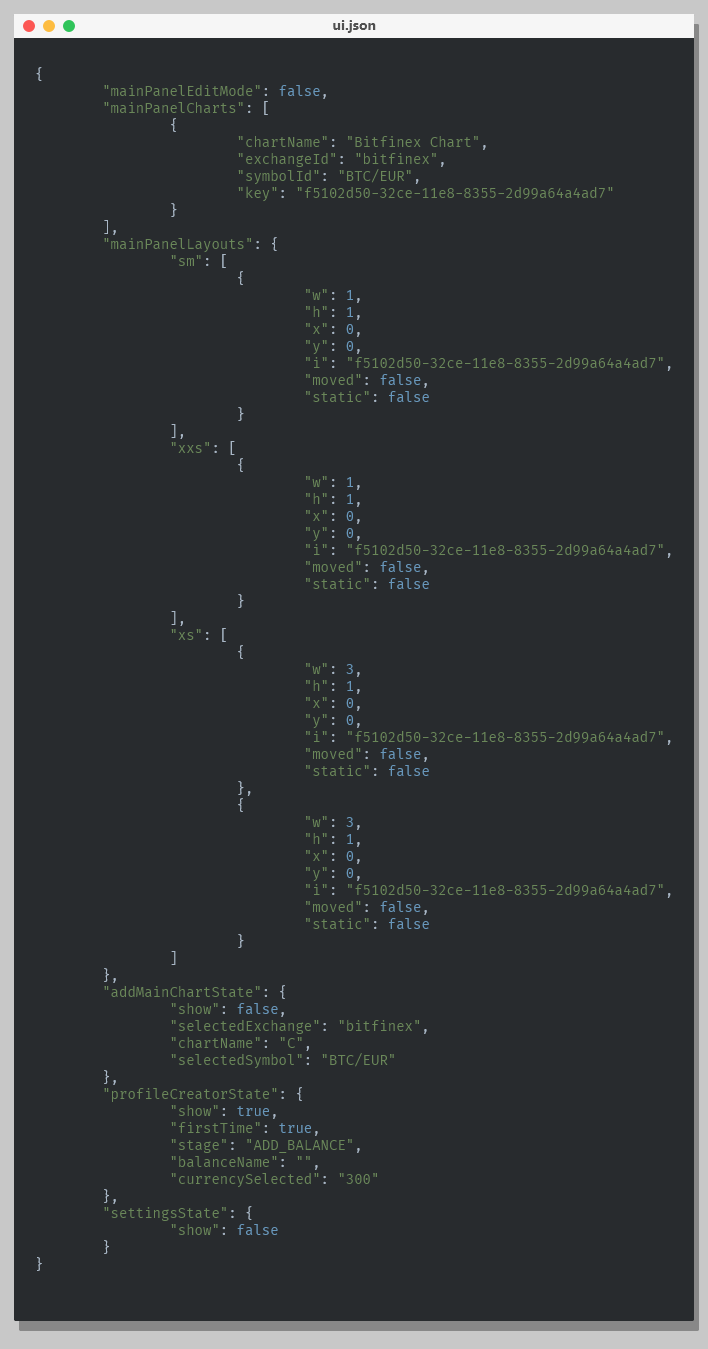 ui.json
{
"mainPanelEditMode": false,
"mainPanelCharts": [
{
"chartName": "Bitfinex Chart",
"exchangeId": "bitfinex",
"symbolId": "BTC/EUR",
"key": "f5102d50-32ce-11e8-8355-2d99a64a4ad7"
}
],
"mainPanelLayouts": {
"sm": [
{
"w": 1,
"h": 1,
"x": 0,
"y": 0,
"i": "f5102d50-32ce-11e8-8355-2d99a64a4ad7",
"moved": false,
"static": false
}
],
"xxs": [
{
"w": 1,
"h": 1,
"x": 0,
"y": 0,
"i": "f5102d50-32ce-11e8-8355-2d99a64a4ad7",
"moved": false,
"static": false
}
],
"xs": [
{
"w": 3,
"h": 1,
"x": 0,
"y": 0,
"i": "f5102d50-32ce-11e8-8355-2d99a64a4ad7",
"moved": false,
"static": false
},
{
"w": 3,
"h": 1,
"x": 0,
"y": 0,
"i": "f5102d50-32ce-11e8-8355-2d99a64a4ad7",
"moved": false,
"static": false
}
]
},
"addMainChartState": {
"show": false,
"selectedExchange": "bitfinex",
"chartName": "C",
"selectedSymbol": "BTC/EUR"
},
"profileCreatorState": {
"show": true,
"firstTime": true,
"stage": "ADD_BALANCE",
"balanceName": "",
"currencySelected": "300"
},
"settingsState": {
"show": false
}
}